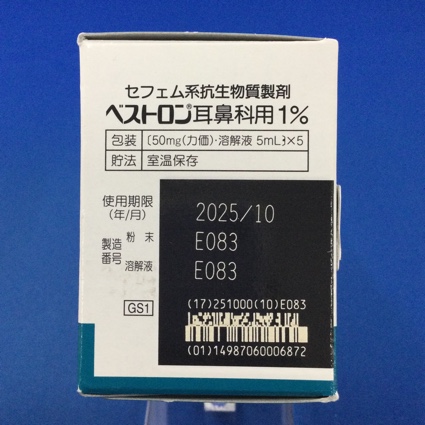 セフェム系抗生物質製剤
ベストロン®耳鼻科用1%
包装 〔50mg(力価)・溶解液 5mL〕×5
貯法 室温保存
使用期限
(年/月) 2025/10
製造番号 粉末 E083
溶解液 E083
GS1
(17)251000(10)E083
(01)14987060006872